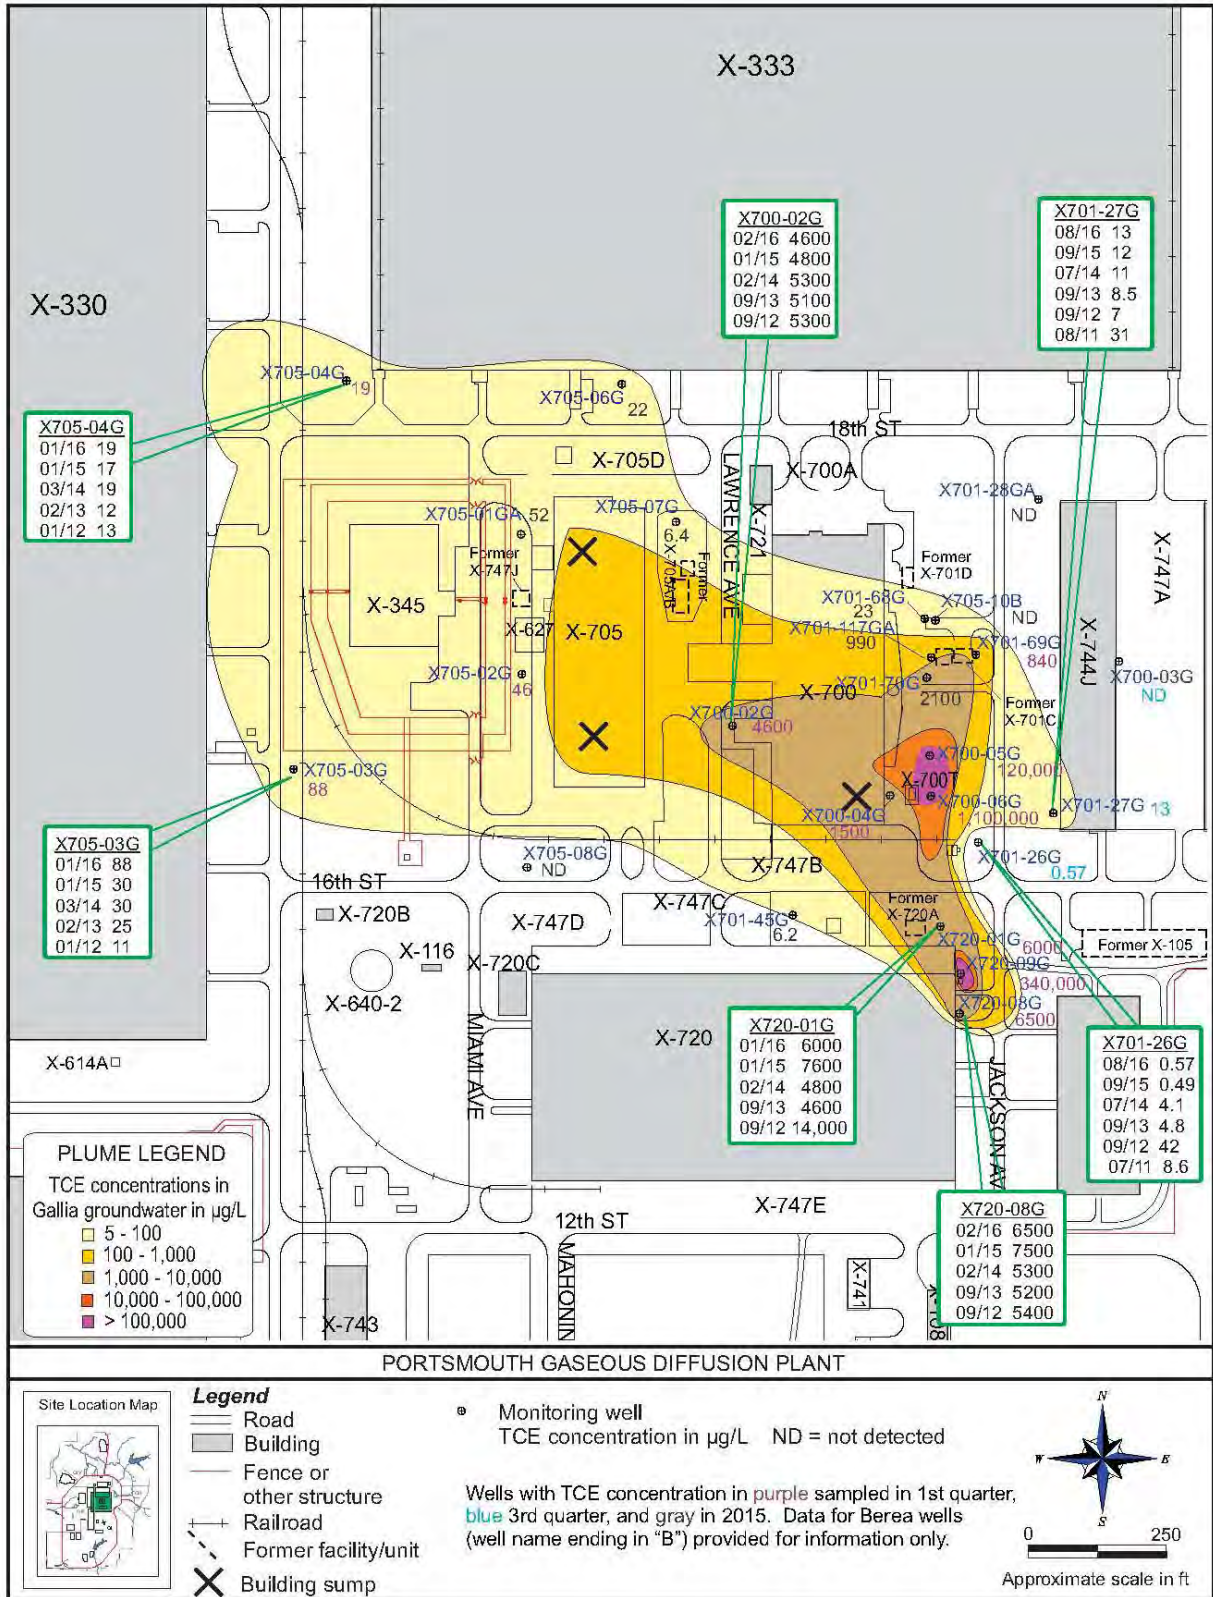 X-333
X-330
X700-02G
02/16 4600
01/15 4800
02/14 5300
09/13 5100
09/12 5300
X701-27G
08/16 13
09/15 12
07/14 11
09/13 8.5
09/12 7
08/11 31
X705-04G
19
X705-06G
22
X705-04G
01/16 19
01/15 17
03/14 19
02/13 12
01/12 13
18th ST
X-705D
LAWRENCE AVE
X-700A
X-721
X701-28GA
ND
X-747A
X705-01GA 52
X705-07G
6.4
Former
X-705A/B
Former
X-747J
Former
X-701D
X-345
X-627
X-705
X701-68G
23
X705-10B
ND
X701-117GA
990
X701-69G
840
X-744J
X700-03G
ND
X705-02G
46
X701-70G
2100
X-700
Former
X-701C
X700-02G
4600
X700-05G
120,000
X705-03G
88
X-700T
X700-06G
1,100,000
X700-04G
1500
X701-27G 13
X705-03G
01/16 88
01/15 30
03/14 30
02/13 25
01/12 11
X705-08G
ND
X-747B
X701-26G
0.57
16th ST
X-720B
X-747D
X-747C
X701-45G
6.2
Former
X-720A
X720-01G
6000
Former X-105
X-116
X-720C
X-640-2
X720-09G
340,000
X720-08G
6500
X-614A
MIAMI AVE
X-720
X720-01G
01/16 6000
01/15 7600
02/14 4800
09/13 4600
09/12 14,000
JACKSON AV
X701-26G
08/16 0.57
09/15 0.49
07/14 4.1
09/13 4.8
09/12 42
07/11 8.6
PLUME LEGEND
TCE concentrations in
Gallia groundwater in µg/L
5 - 100
100 - 1,000
1,000 - 10,000
10,000 - 100,000
> 100,000
X-747E
12th ST
X720-08G
02/16 6500
01/15 7500
02/14 5300
09/13 5200
09/12 5400
X-743
MAHONIN
X-741
PORTSMOUTH GASEOUS DIFFUSION PLANT
Site Location Map
Legend
Road
Building
Fence or
other structure
Railroad
Former facility/unit
Building sump
Monitoring well
TCE concentration in µg/L ND = not detected
Wells with TCE concentration in purple sampled in 1st quarter,
blue 3rd quarter, and gray in 2015. Data for Berea wells
(well name ending in “B”) provided for information only.
N
W
E
S
0 250
Approximate scale in ft